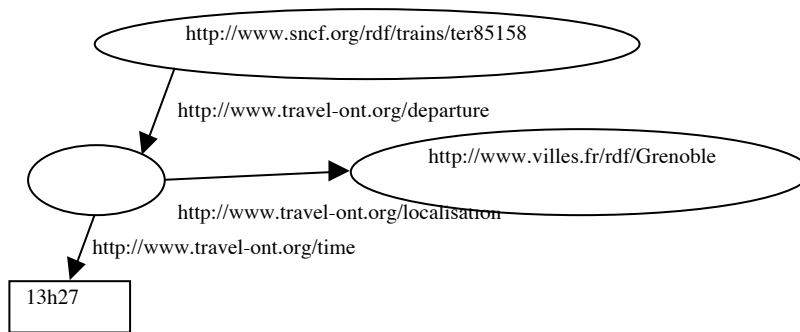 http://www.sncf.org/rdf/trains/ter85158
http://www.travel-ont.org/departure
http://www.villes.fr/rdf/Grenoble
http://www.travel-ont.org/localisation
http://www.travel-ont.org/time
13h27